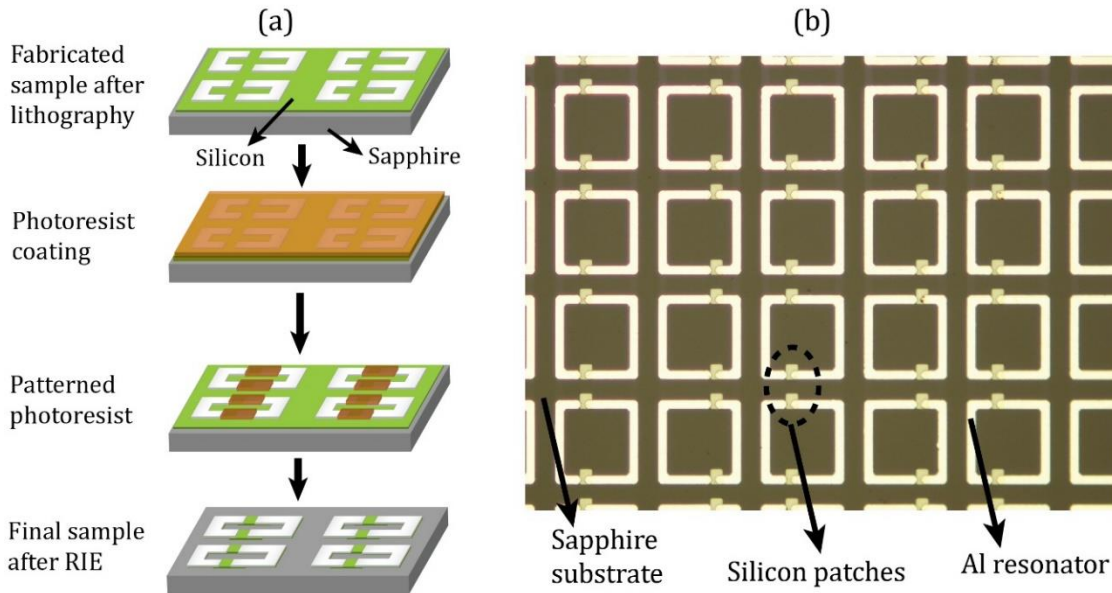 (a)
Fabricated
sample after
lithography
Silicon
Sapphire
Photoresist
coating
Patterned
photoresist
Final sample
after RIE
(b)
Sapphire
substrate
Silicon patches
Al resonator